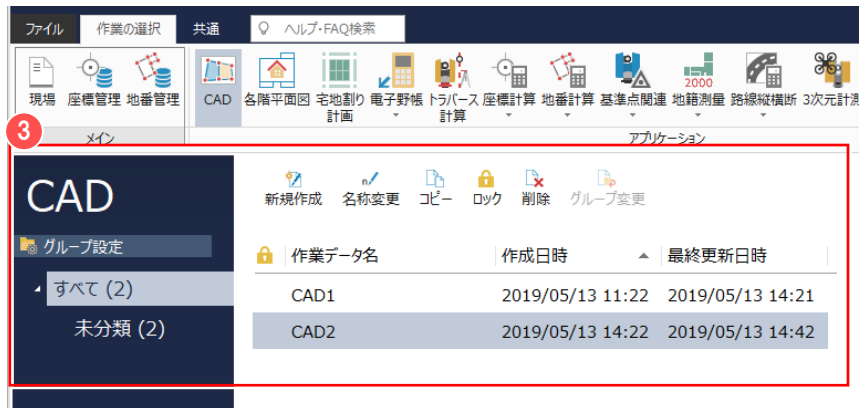 ファイル 作業の選択 共通 ヘルプ・FAQ検索
現場 座標管理 地番管理 CAD 各階平面図 宅地割り 電子野帳 トラバース 座標計算 地番計算 基準点関連 地籍測量 路線縦横断 3次元計測
計画 計算
2000
メイン アプリケーション
3
CAD
新規作成 名称変更 コピー ロック 削除 グループ変更
グループ設定
作業データ名 作成日時 最終更新日時
すべて (2)
CAD1 2019/05/13 11:22 2019/05/13 14:21
未分類 (2)
CAD2 2019/05/13 14:22 2019/05/13 14:42